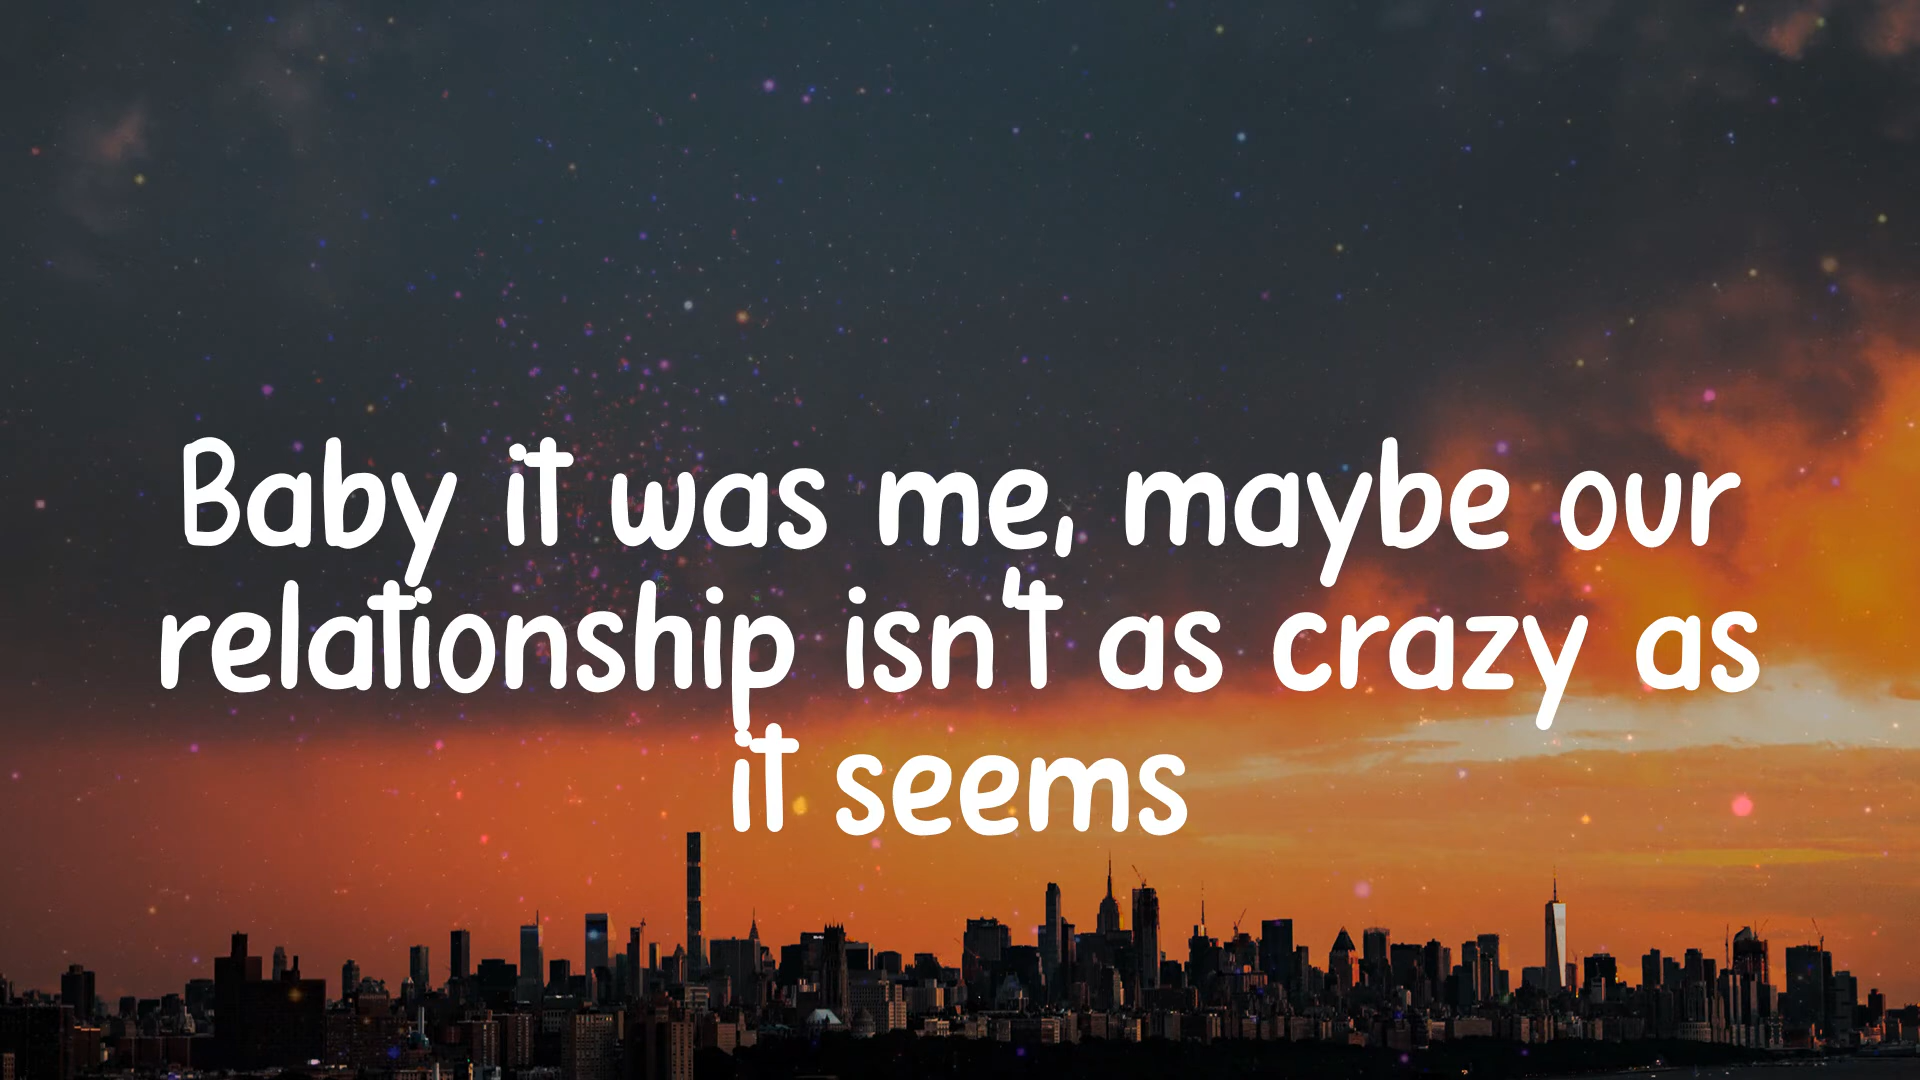 Baby it was me, maybe our
relationship isn't as crazy as
it seems